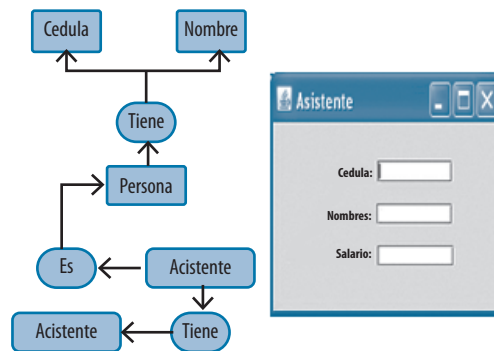 Cedula
Nombre
Tiene
Persona
Es
Acistente
Acistente
Tiene
Asistente
Cedula:
Nombres:
Salario: